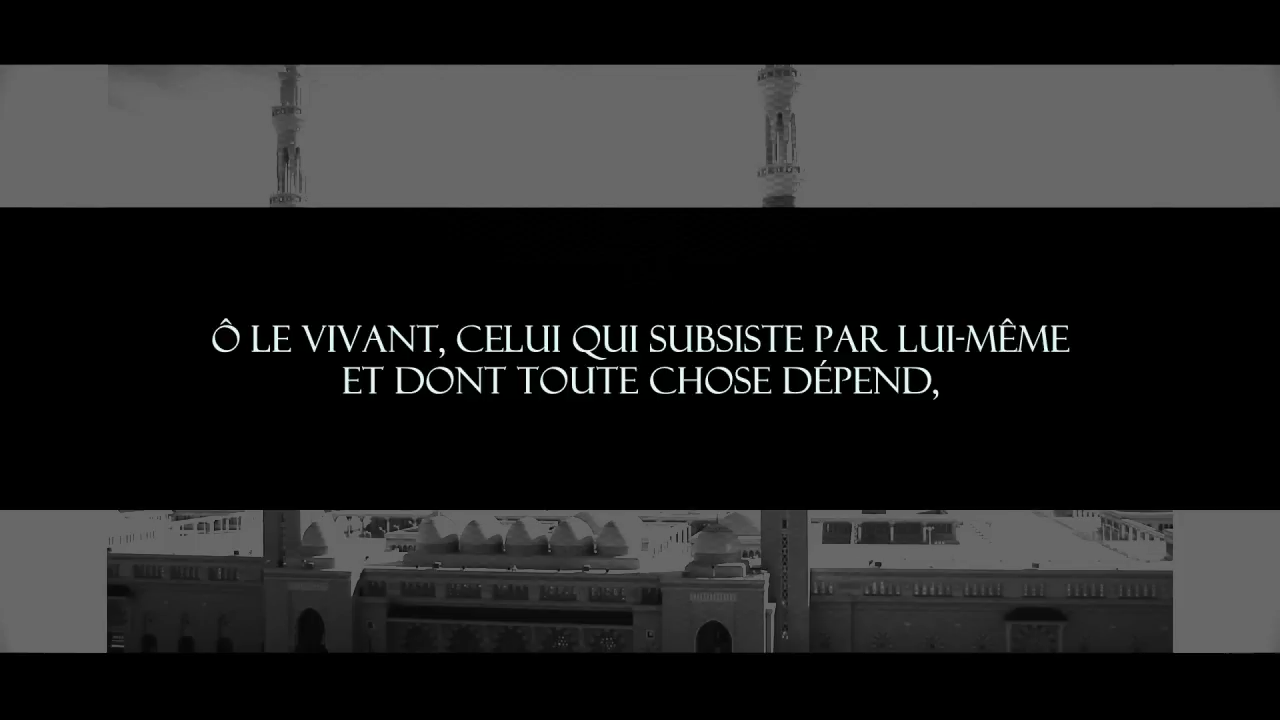 Ô LE VIVANT, CELUI QUI SUBSISTE PAR LUI-MÊME
ET DONT TOUTE CHOSE DÉPEND,